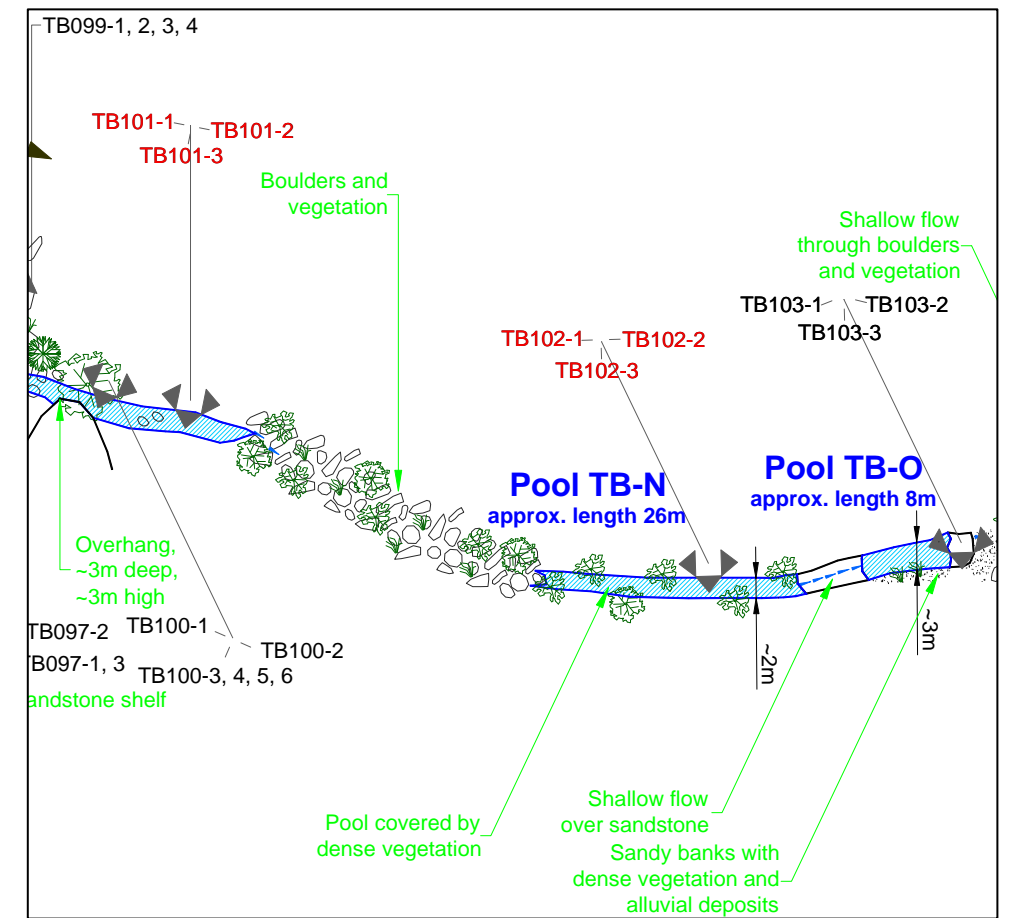 TB099-1, 2, 3, 4
TB101-1
TB101-2
TB101-3
Boulders and
vegetation
Shallow flow
through boulders
and vegetation
TB103-1
TB103-2
TB103-3
TB102-1
TB102-2
TB102-3
Pool TB-N
approx. length 26m
Pool TB-O
approx. length 8m
Overhang,
~3m deep,
~3m high
TB097-2
TB097-1, 3
andstone shelf
TB100-1
TB100-2
TB100-3, 4, 5, 6
~2m
~3m
Pool covered by
dense vegetation
Shallow flow
over sandstone
Sandy banks with
dense vegetation and
alluvial deposits